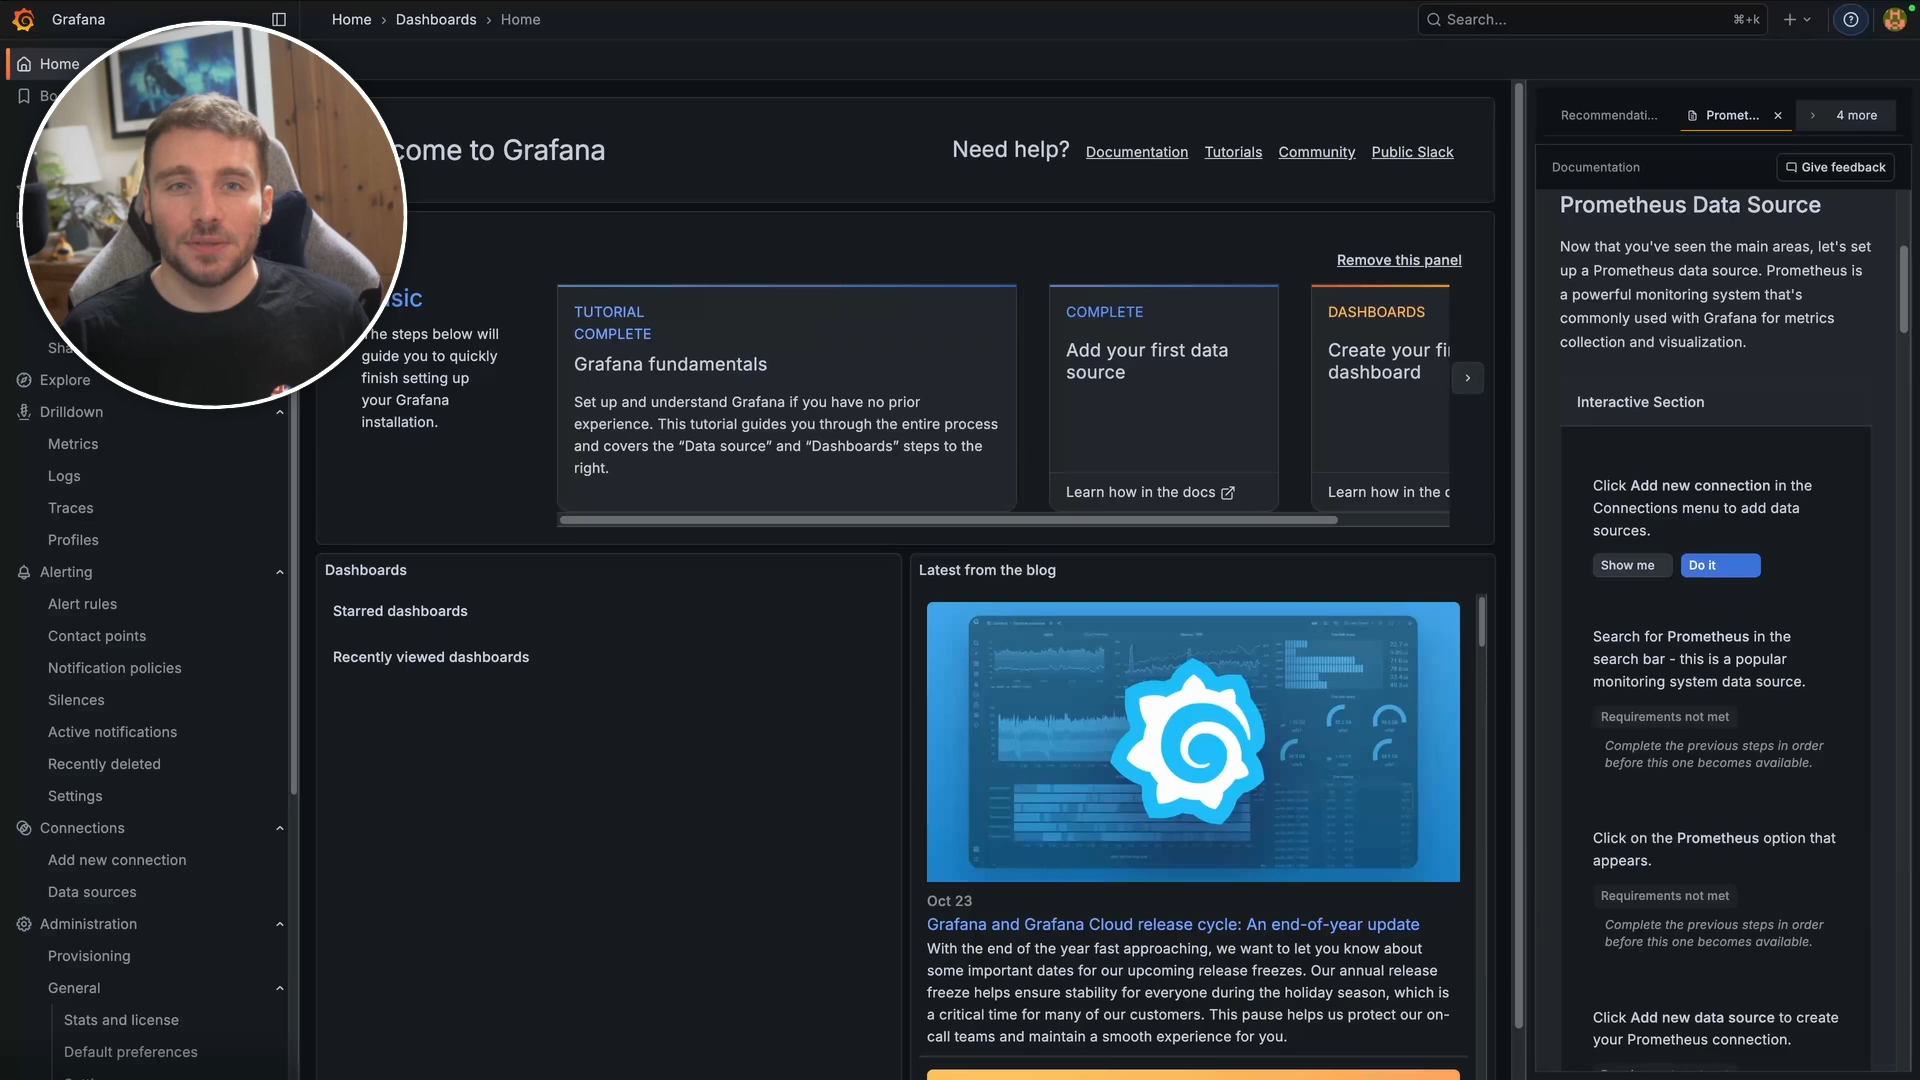 Grafana
Home › Dashboards › Home
Search...
⌘+k
Home
Bo
Sha
Explore
Drilldown
Metrics
Logs
Traces
Profiles
Alerting
Alert rules
Contact points
Notification policies
Silences
Active notifications
Recently deleted
Settings
Connections
Add new connection
Data sources
Administration
Provisioning
General
Stats and license
Default preferences
come to Grafana
Need help?
Documentation
Tutorials
Community
Public Slack
Remove this panel
sic
The steps below will
guide you to quickly
finish setting up
your Grafana
installation.
TUTORIAL
COMPLETE
Grafana fundamentals
Set up and understand Grafana if you have no prior
experience. This tutorial guides you through the entire process
and covers the “Data source” and “Dashboards” steps to the
right.
COMPLETE
Add your first data
source
Learn how in the docs
DASHBOARDS
Create your fi
dashboard
Learn how in the
Dashboards
Starred dashboards
Recently viewed dashboards
Latest from the blog
Oct 23
Grafana and Grafana Cloud release cycle: An end-of-year update
With the end of the year fast approaching, we want to let you know about
some important dates for our upcoming release freezes. Our annual release
freeze helps ensure stability for everyone during the holiday season, which is
a critical time for many of our customers. This pause helps us protect our on-
call teams and maintain a smooth experience for you.
Recommendati...
Promet...
4 more
Documentation
Give feedback
Prometheus Data Source
Now that you've seen the main areas, let's set
up a Prometheus data source. Prometheus is
a powerful monitoring system that's
commonly used with Grafana for metrics
collection and visualization.
Interactive Section
Click Add new connection in the
Connections menu to add data
sources.
Show me
Do it
Search for Prometheus in the
search bar - this is a popular
monitoring system data source.
Requirements not met
Complete the previous steps in order
before this one becomes available.
Click on the Prometheus option that
appears.
Requirements not met
Complete the previous steps in order
before this one becomes available.
Click Add new data source to create
your Prometheus connection.